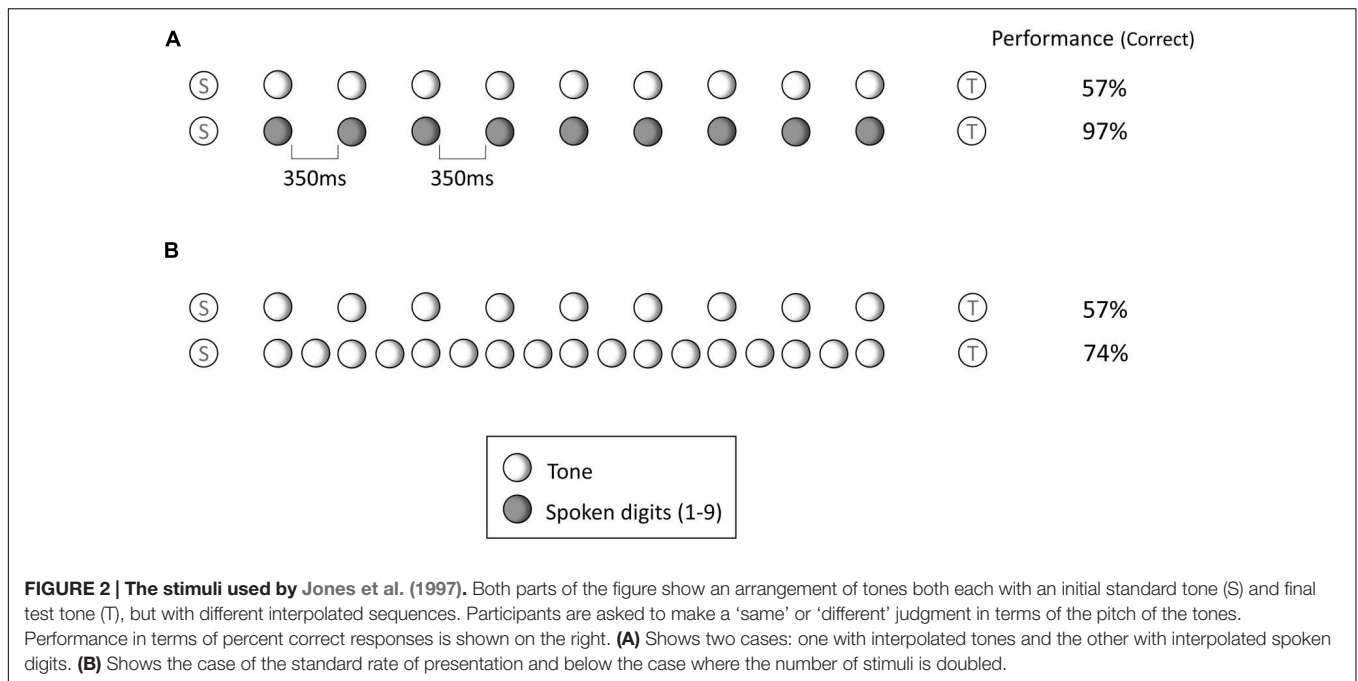 A
Performance (Correct)
S T 57%
S T 97%
350ms 350ms
B
S T 57%
S T 74%
Tone
Spoken digits (1-9)
FIGURE 2 | The stimuli used by Jones et al. (1997). Both parts of the figure show an arrangement of tones both each with an initial standard tone (S) and final
test tone (T), but with different interpolated sequences. Participants are asked to make a ‘same’ or ‘different’ judgment in terms of the pitch of the tones.
Performance in terms of percent correct responses is shown on the right. (A) Shows two cases: one with interpolated tones and the other with interpolated spoken
digits. (B) Shows the case of the standard rate of presentation and below the case where the number of stimuli is doubled.